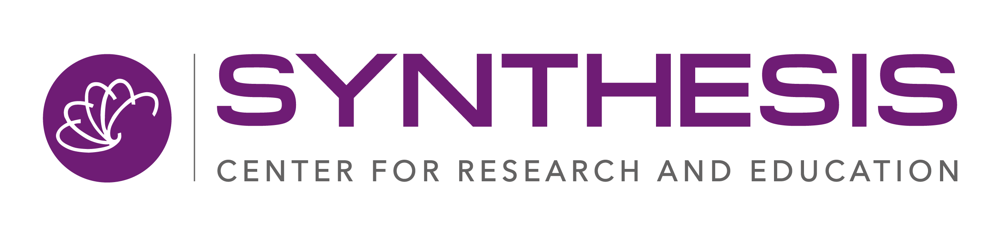 SYNTHESIS
CENTER FOR RESEARCH AND EDUCATION